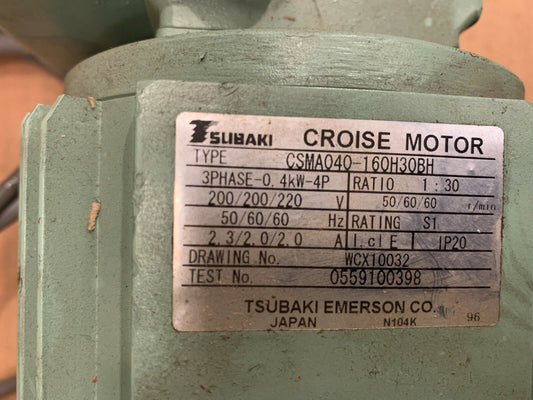 TSUBAKI CROISE MOTOR
TYPE CSMA040-160H30BH
3PHASE-0.4kW-4P RATIO 1:30
200/200/220 V 50/60/60 r/min
50/60/60 Hz RATING S1
2.3/2.0/2.0 A I.cl E IP20
DRAWING No. WCX10032
TEST No. 0559100398
TSUBAKI EMERSON CO.
JAPAN N104K 96